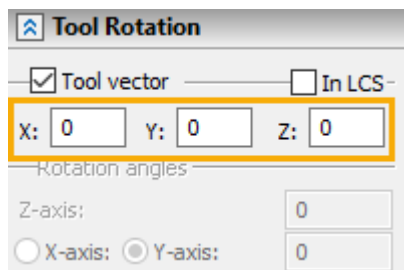 Tool Rotation
Tool vector In LCS
X: 0 Y: 0 Z: 0
Rotation angles
Z-axis: 0
X-axis: Y-axis: 0